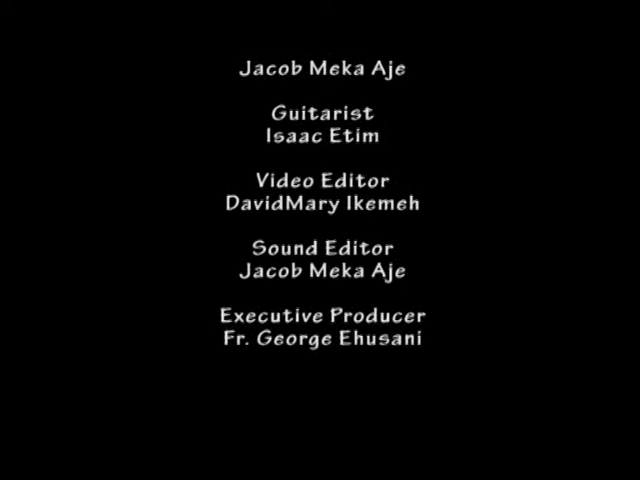 Jacob Meka Aje
Guitarist
Isaac Etim
Video Editor
DavidMary Ikemeh
Sound Editor
Jacob Meka Aje
Executive Producer
Fr. George Ehusani